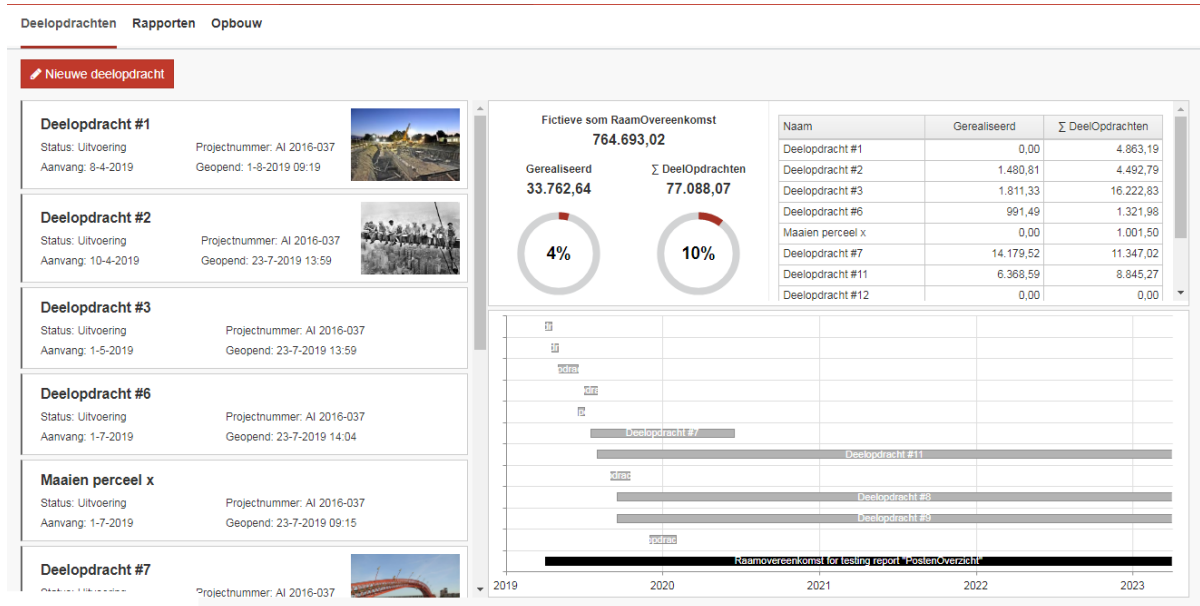 Deelopdrachten Rapporten Opbouw
Nieuwe deelopdracht
Deelopdracht #1
Status: Uitvoering Projectnummer: AI 2016-037
Aanvang: 8-4-2019 Geopend: 1-8-2019 09:19
Deelopdracht #2
Status: Uitvoering Projectnummer: AI 2016-037
Aanvang: 10-4-2019 Geopend: 23-7-2019 13:59
Deelopdracht #3
Status: Uitvoering Projectnummer: AI 2016-037
Aanvang: 1-5-2019 Geopend: 23-7-2019 13:59
Deelopdracht #6
Status: Uitvoering Projectnummer: AI 2016-037
Aanvang: 1-7-2019 Geopend: 23-7-2019 14:04
Maaien perceel x
Status: Uitvoering Projectnummer: AI 2016-037
Aanvang: 1-7-2019 Geopend: 23-7-2019 09:15
Deelopdracht #7
Projectnummer: AI 2016-037
Fictieve som RaamOvereenkomst
764.693,02
Gerealiseerd ∑ DeelOpdrachten
33.762,64 77.088,07
4% 10%
Naam Gerealiseerd ∑ DeelOpdrachten
Deelopdracht #1 0,00 4.863,19
Deelopdracht #2 1.480,81 4.492,79
Deelopdracht #3 1.811,33 16.222,83
Deelopdracht #6 991,49 1.321,98
Maaien perceel x 0,00 1.001,50
Deelopdracht #7 14.179,52 11.347,02
Deelopdracht #11 6.368,59 8.845,27
Deelopdracht #12 0,00 0,00
Deelopdracht #7
Deelopdracht #11
Deelopdracht #8
Deelopdracht #9
Raamovereenkomst for testing report "PostenOverzicht"
2019 2020 2021 2022 2023